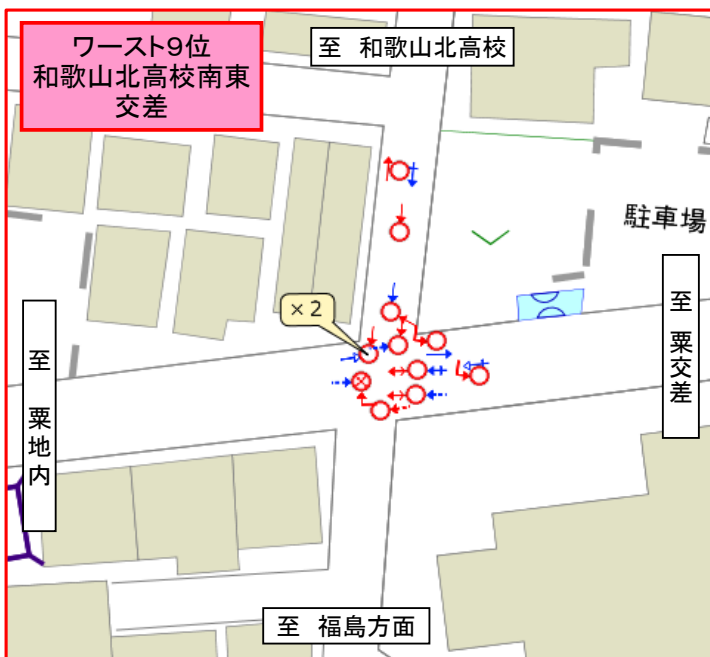 ワースト9位
和歌山北高校南東
交差
至 和歌山北高校
駐車場
×2
至 粟地内
至 粟交差
至 福島方面